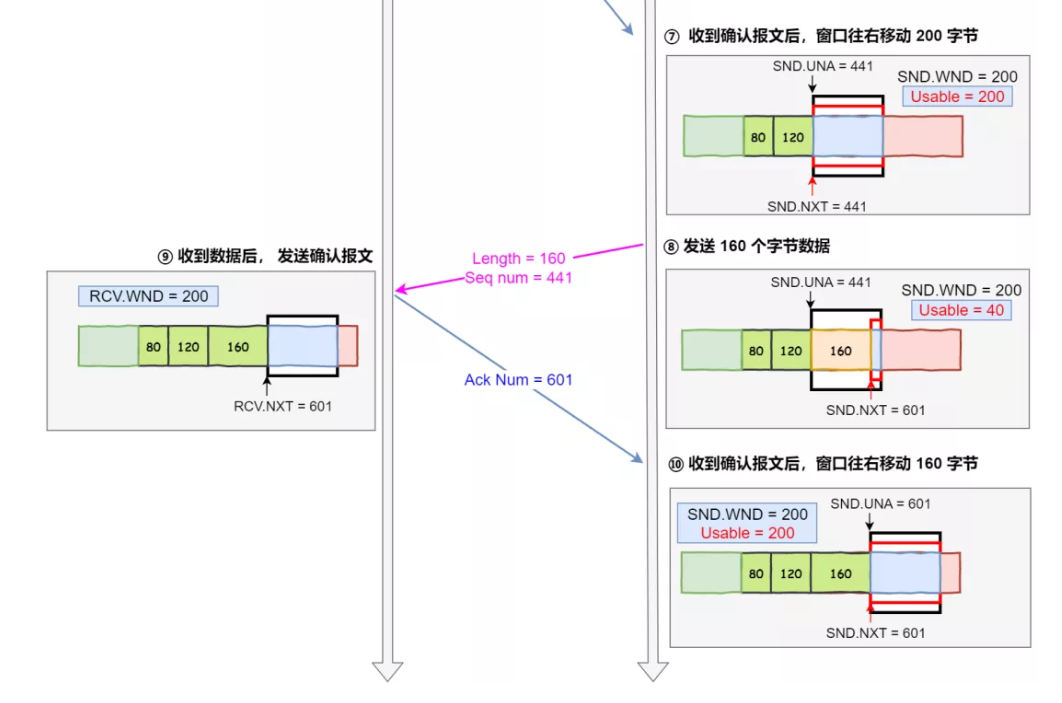 ⑦ 收到确认报文后，窗口往右移动 200 字节
SND.UNA = 441
SND.WND = 200
Usable = 200
80
120
SND.NXT = 441
⑧ 发送 160 个字节数据
SND.UNA = 441
SND.WND = 200
Usable = 40
80
120
160
SND.NXT = 601
Length = 160
Seq num = 441
⑨ 收到数据后， 发送确认报文
RCV.WND = 200
80
120
160
RCV.NXT = 601
Ack Num = 601
⑩ 收到确认报文后，窗口往右移动 160 字节
SND.UNA = 601
SND.WND = 200
Usable = 200
80
120
160
SND.NXT = 601